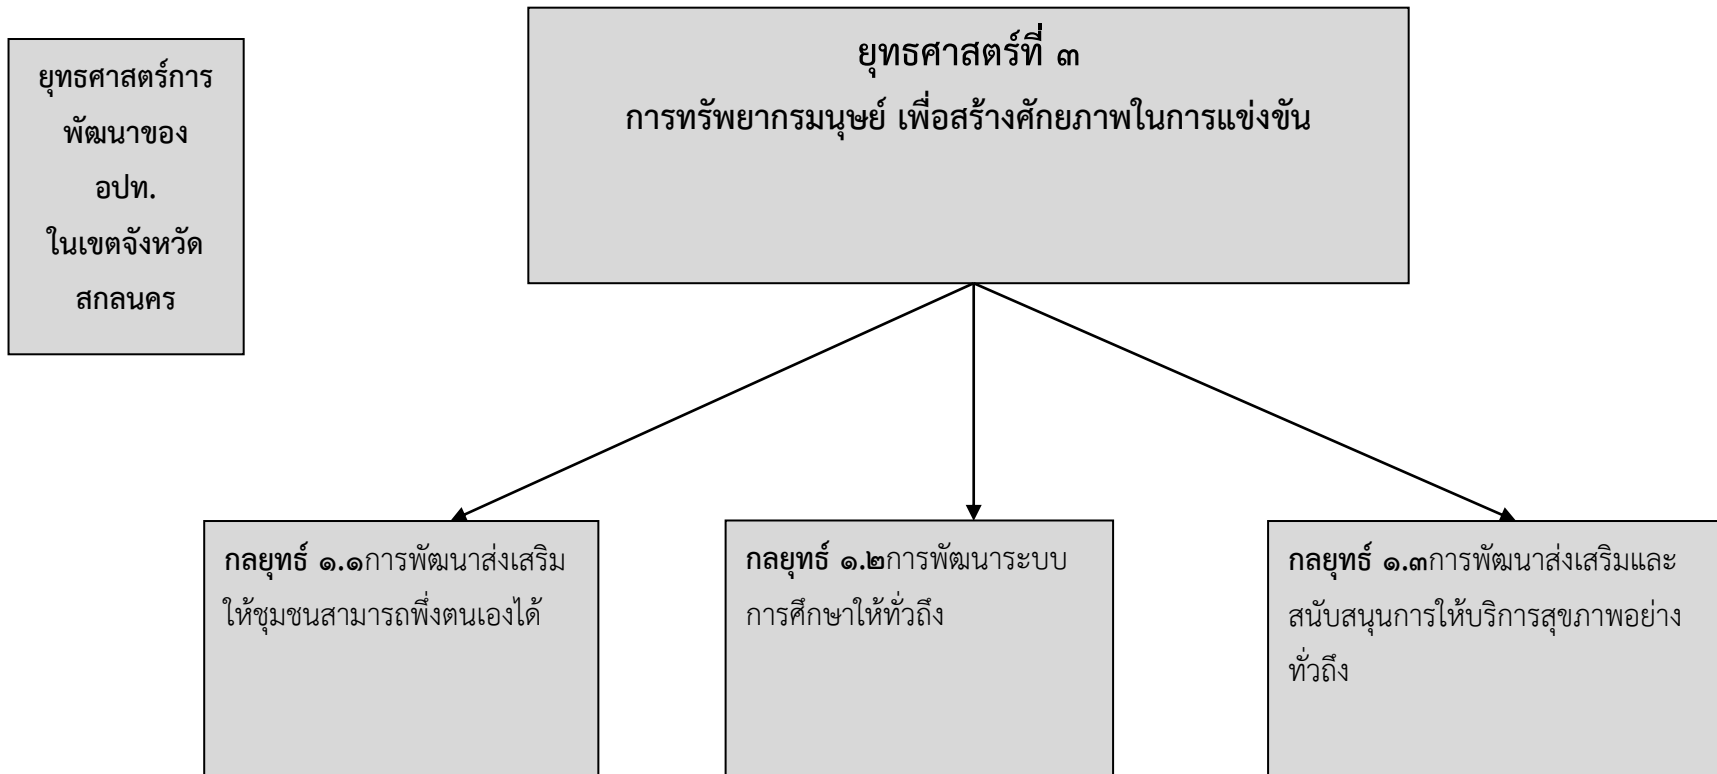 ยุทธศาสตร์การ
พัฒนาของ
อปท.
ในเขตจังหวัด
สกลนคร
ยุทธศาสตร์ที่ ๓
การทรัพยากรมนุษย์ เพื่อสร้างศักยภาพในการแข่งขัน
กลยุทธ์ ๑.๑การพัฒนาส่งเสริม
ให้ชุมชนสามารถพึ่งตนเองได้
กลยุทธ์ ๑.๒การพัฒนาระบบ
การศึกษาให้ทั่วถึง
กลยุทธ์ ๑.๓การพัฒนาส่งเสริมและ
สนับสนุนการให้บริการสุขภาพอย่าง
ทั่วถึง